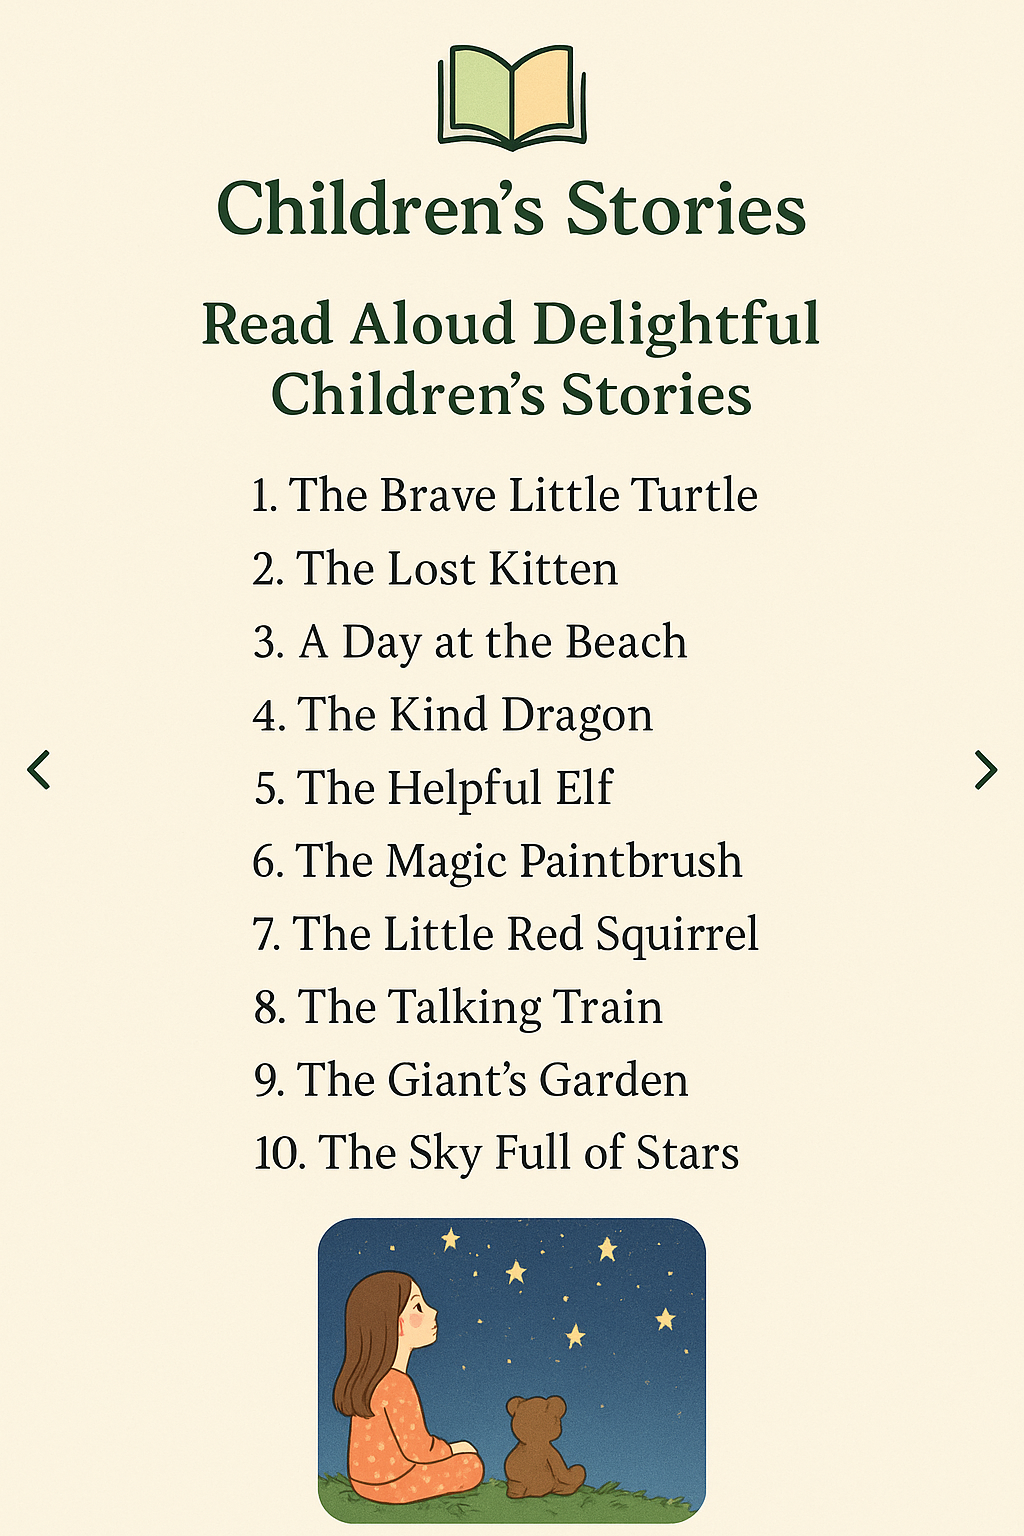 Children’s Stories
Read Aloud Delightful
Children’s Stories
1. The Brave Little Turtle
2. The Lost Kitten
3. A Day at the Beach
4. The Kind Dragon
5. The Helpful Elf
6. The Magic Paintbrush
7. The Little Red Squirrel
8. The Talking Train
9. The Giant’s Garden
10. The Sky Full of Stars